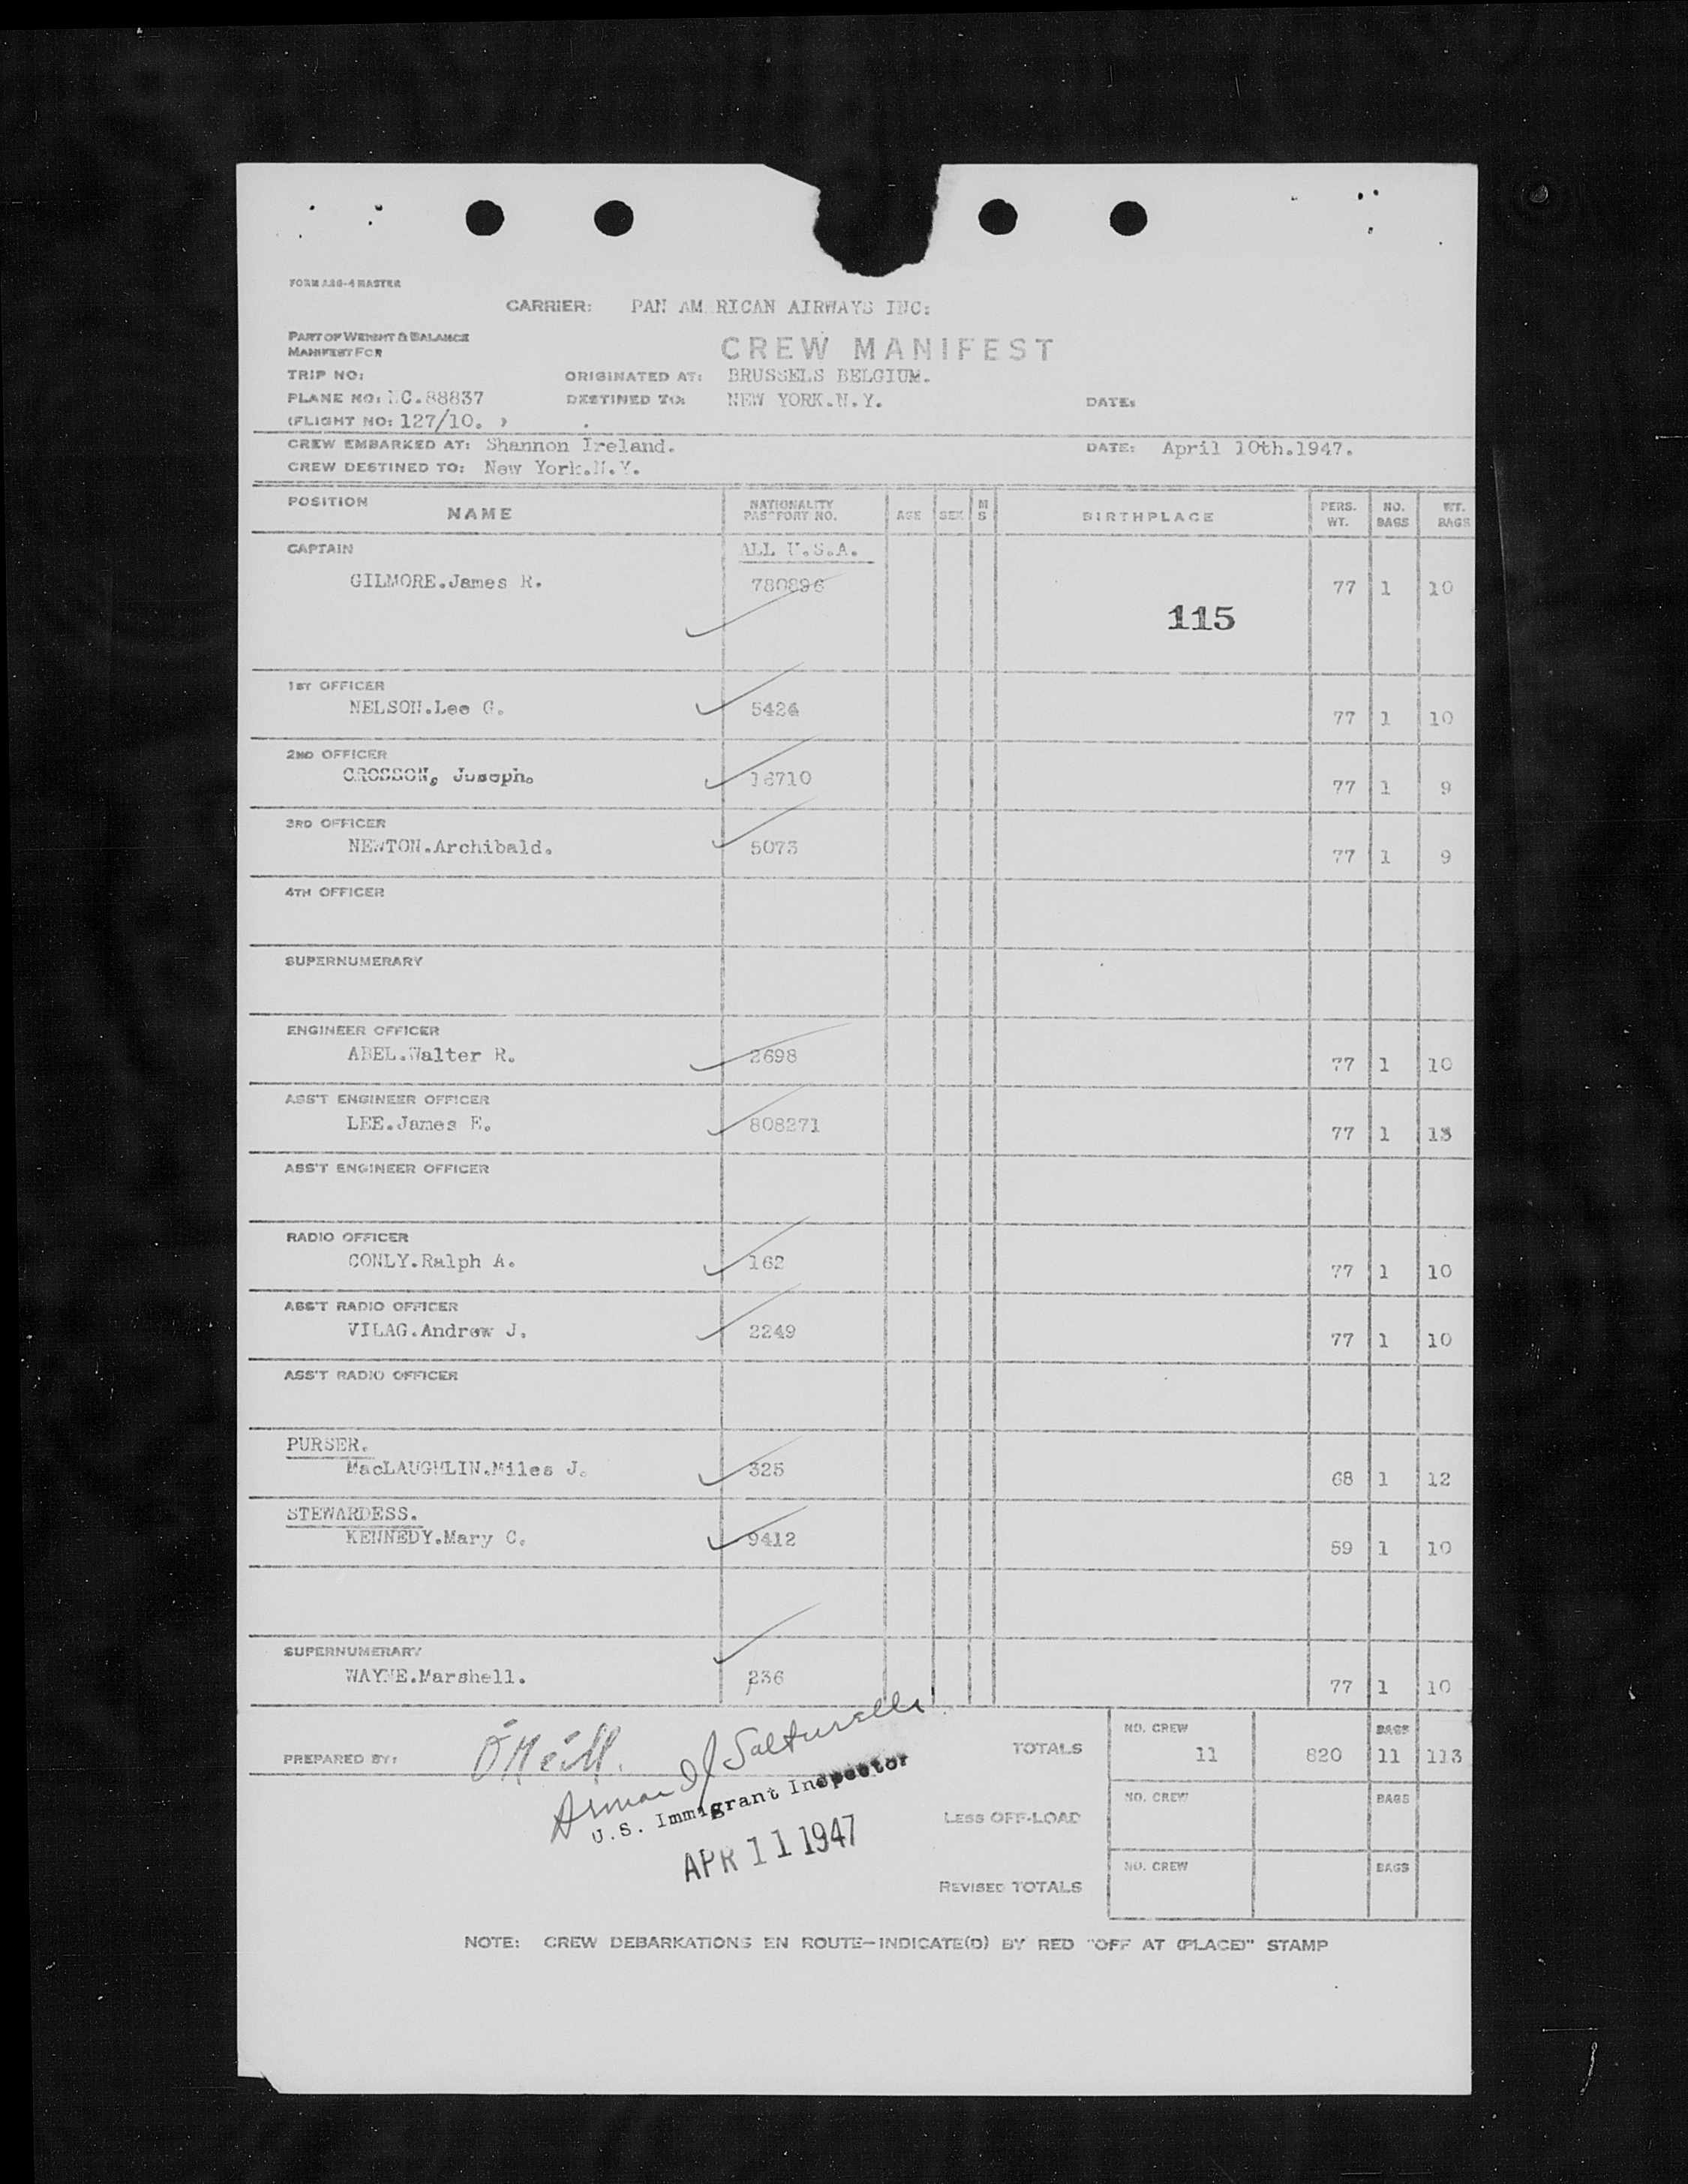 FORM ABG-4 MASTER
CARRIER: PAN AM RICAN AIRWAYS INC:
PART OF WEIGHT & BALANCE
MANIFEST FOR
CREW MANIFEST
TRIP NO: ORIGINATED AT: BRUSSELS BELGIUM.
PLANE NO: NC.88837 DESTINED TO: NEW YORK.N.Y. DATE:
(FLIGHT NO: 127/10. )
CREW EMBARKED AT: Shannon Ireland. DATE: April 10th.1947.
CREW DESTINED TO: New York.N.Y.
POSITION NAME NATIONALITY PASSPORT NO. AGE SEX M S BIRTHPLACE PERS. WT. NO. BAGS WT. BAGS
CAPTAIN ALL U.S.A.
GILMORE.James R. 780896 77 1 10
115
1ST OFFICER
NELSON.Lee G. 5424 77 1 10
2ND OFFICER
CROSSON, Joseph. 16710 77 1 9
3RD OFFICER
NEWTON.Archibald. 5073 77 1 9
4TH OFFICER
SUPERNUMERARY
ENGINEER OFFICER
ABEL.Walter R. 2698 77 1 10
ASS'T ENGINEER OFFICER
LEE.James E. 808271 77 1 13
ASS'T ENGINEER OFFICER
RADIO OFFICER
CONLY.Ralph A. 162 77 1 10
ASS'T RADIO OFFICER
VILAG.Andrew J. 2249 77 1 10
ASS'T RADIO OFFICER
PURSER.
MacLAUGHLIN.Miles J. 325 68 1 12
STEWARDESS.
KENNEDY.Mary C. 9412 59 1 10
SUPERNUMERARY
WAYNE.Marshell. 236 77 1 10
PREPARED BY: O'Neill. TOTALS NO. CREW 11 820 BAGS 11 113
Armand J Salturelli
U.S. Immigrant Inspector
LESS OFF-LOAD NO. CREW BAGS
APR 11 1947
REVISED TOTALS NO. CREW BAGS
NOTE: CREW DEBARKATIONS EN ROUTE-INDICATE(D) BY RED "OFF AT (PLACE)" STAMP